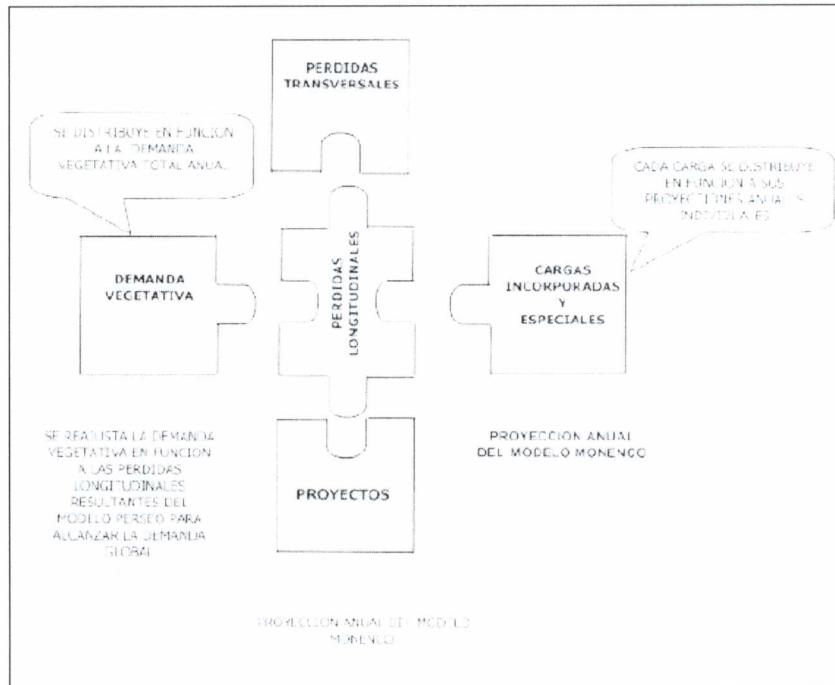 PERDIDAS
TRANSVERSALES
SE DISTRIBUYE EN FUNCION
A LA DEMANDA
VEGETATIVA TOTAL ANUAL.
CADA CARGA SE DISTRIBUYE
EN FUNCION A SUS
PROYECCIONES ANUALES
INDIVIDUALES
DEMANDA
VEGETATIVA
PERDIDAS
LONGITUDINALES
CARGAS
INCORPORADAS
Y
ESPECIALES
SE REAJUSTA LA DEMANDA
VEGETATIVA EN FUNCION
A LAS PERDIDAS
LONGITUDINALES
RESULTANTES DEL
MODELO PERSEO PARA
ALCANZAR LA DEMANDA
GLOBAL
PROYECCION ANUAL
DEL MODELO MONENCO
PROYECTOS
PROYECCION ANUAL DEL MODELO
MONENCO